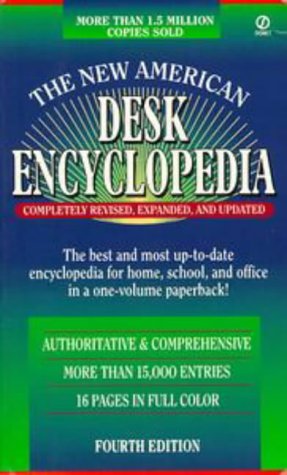 MORE THAN 1.5 MILLION
COPIES SOLD
SIGNET
THE NEW AMERICAN
DESK
ENCYCLOPEDIA
COMPLETELY REVISED, EXPANDED, AND UPDATED
The best and most up-to-date
encyclopedia for home, school, and office
in a one-volume paperback!
AUTHORITATIVE & COMPREHENSIVE
MORE THAN 15,000 ENTRIES
16 PAGES IN FULL COLOR
FOURTH EDITION